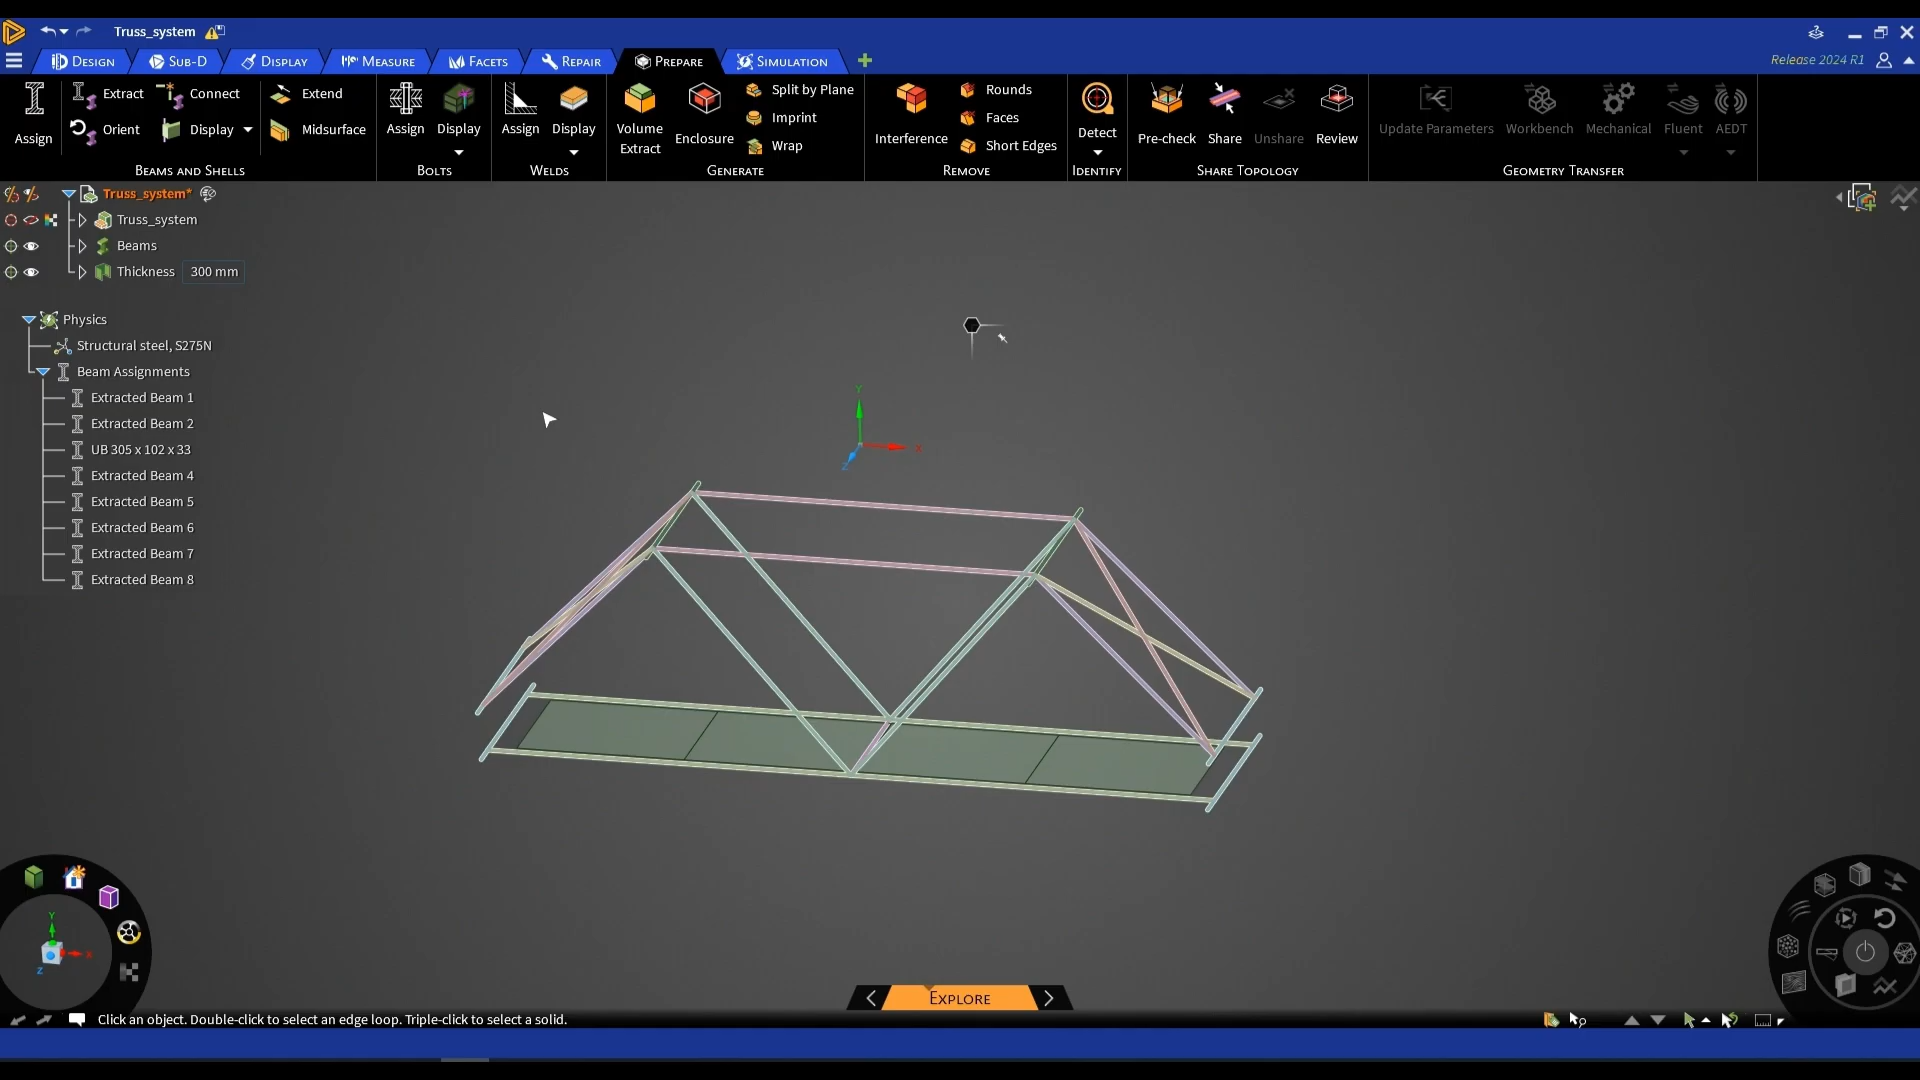 Truss_system
DESIGN SUB-D DISPLAY MEASURE FACETS REPAIR PREPARE SIMULATION
Release 2024 R1
Assign
Extract
Orient
Connect
Display
Extend
Midsurface
BEAMS AND SHELLS
Assign
Display
BOLTS
Assign
Display
WELDS
Volume
Extract
Enclosure
Split by Plane
Imprint
Wrap
GENERATE
Interference
Rounds
Faces
Short Edges
REMOVE
Detect
IDENTIFY
Pre-check
Share
Unshare
Review
SHARE TOPOLOGY
Update Parameters
Workbench
Mechanical
Fluent
AEDT
GEOMETRY TRANSFER
Truss_system*
Truss_system
Beams
Thickness 300 mm
Physics
Structural steel, S275N
Beam Assignments
Extracted Beam 1
Extracted Beam 2
UB 305 x 102 x 33
Extracted Beam 4
Extracted Beam 5
Extracted Beam 6
Extracted Beam 7
Extracted Beam 8
Y
X
Z
Y
X
Z
EXPLORE
Click an object. Double-click to select an edge loop. Triple-click to select a solid.